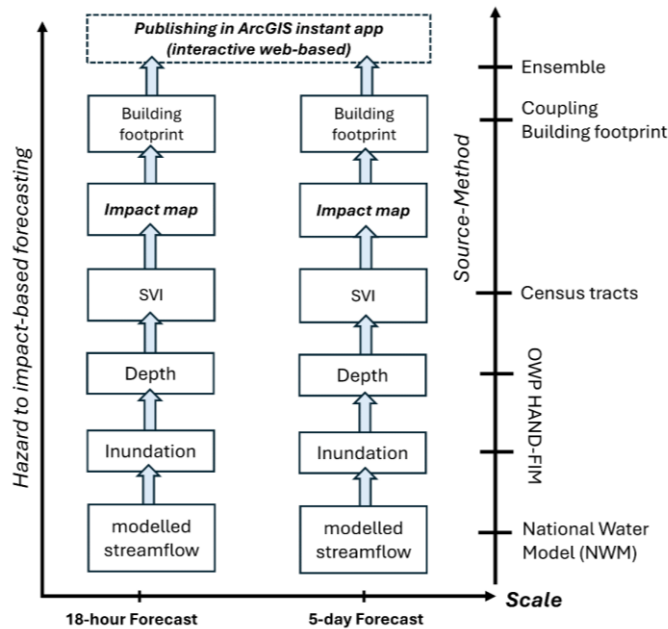 Publishing in ArcGIS instant app
(interactive web-based)
Building
footprint
Building
footprint
Impact map
Impact map
SVI
SVI
Depth
Depth
Inundation
Inundation
modelled
streamflow
modelled
streamflow
Hazard to impact-based forecasting
18-hour Forecast
5-day Forecast
Scale
Source-Method
Ensemble
Coupling
Building footprint
Census tracts
OWP HAND-FIM
National Water
Model (NWM)